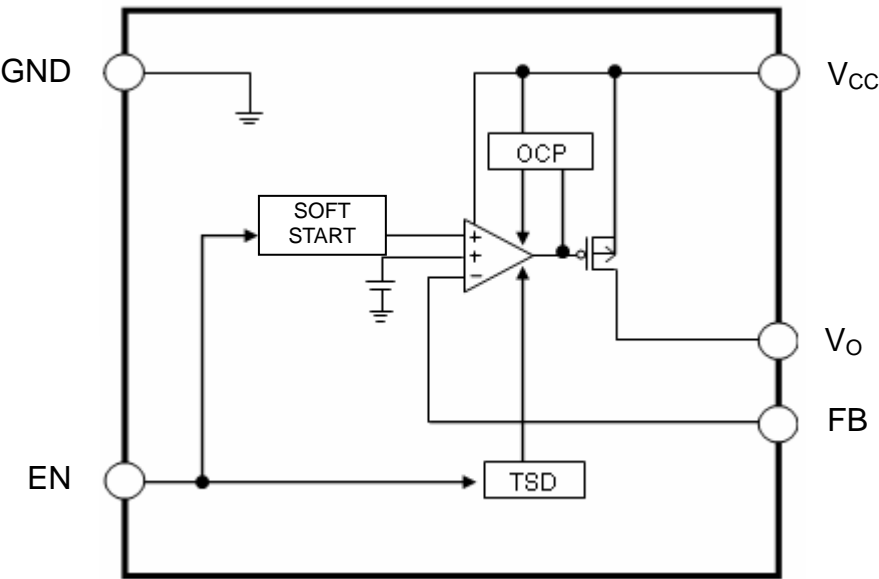 GND
VCC
OCP
SOFT
START
+
+
−
VO
FB
EN
TSD